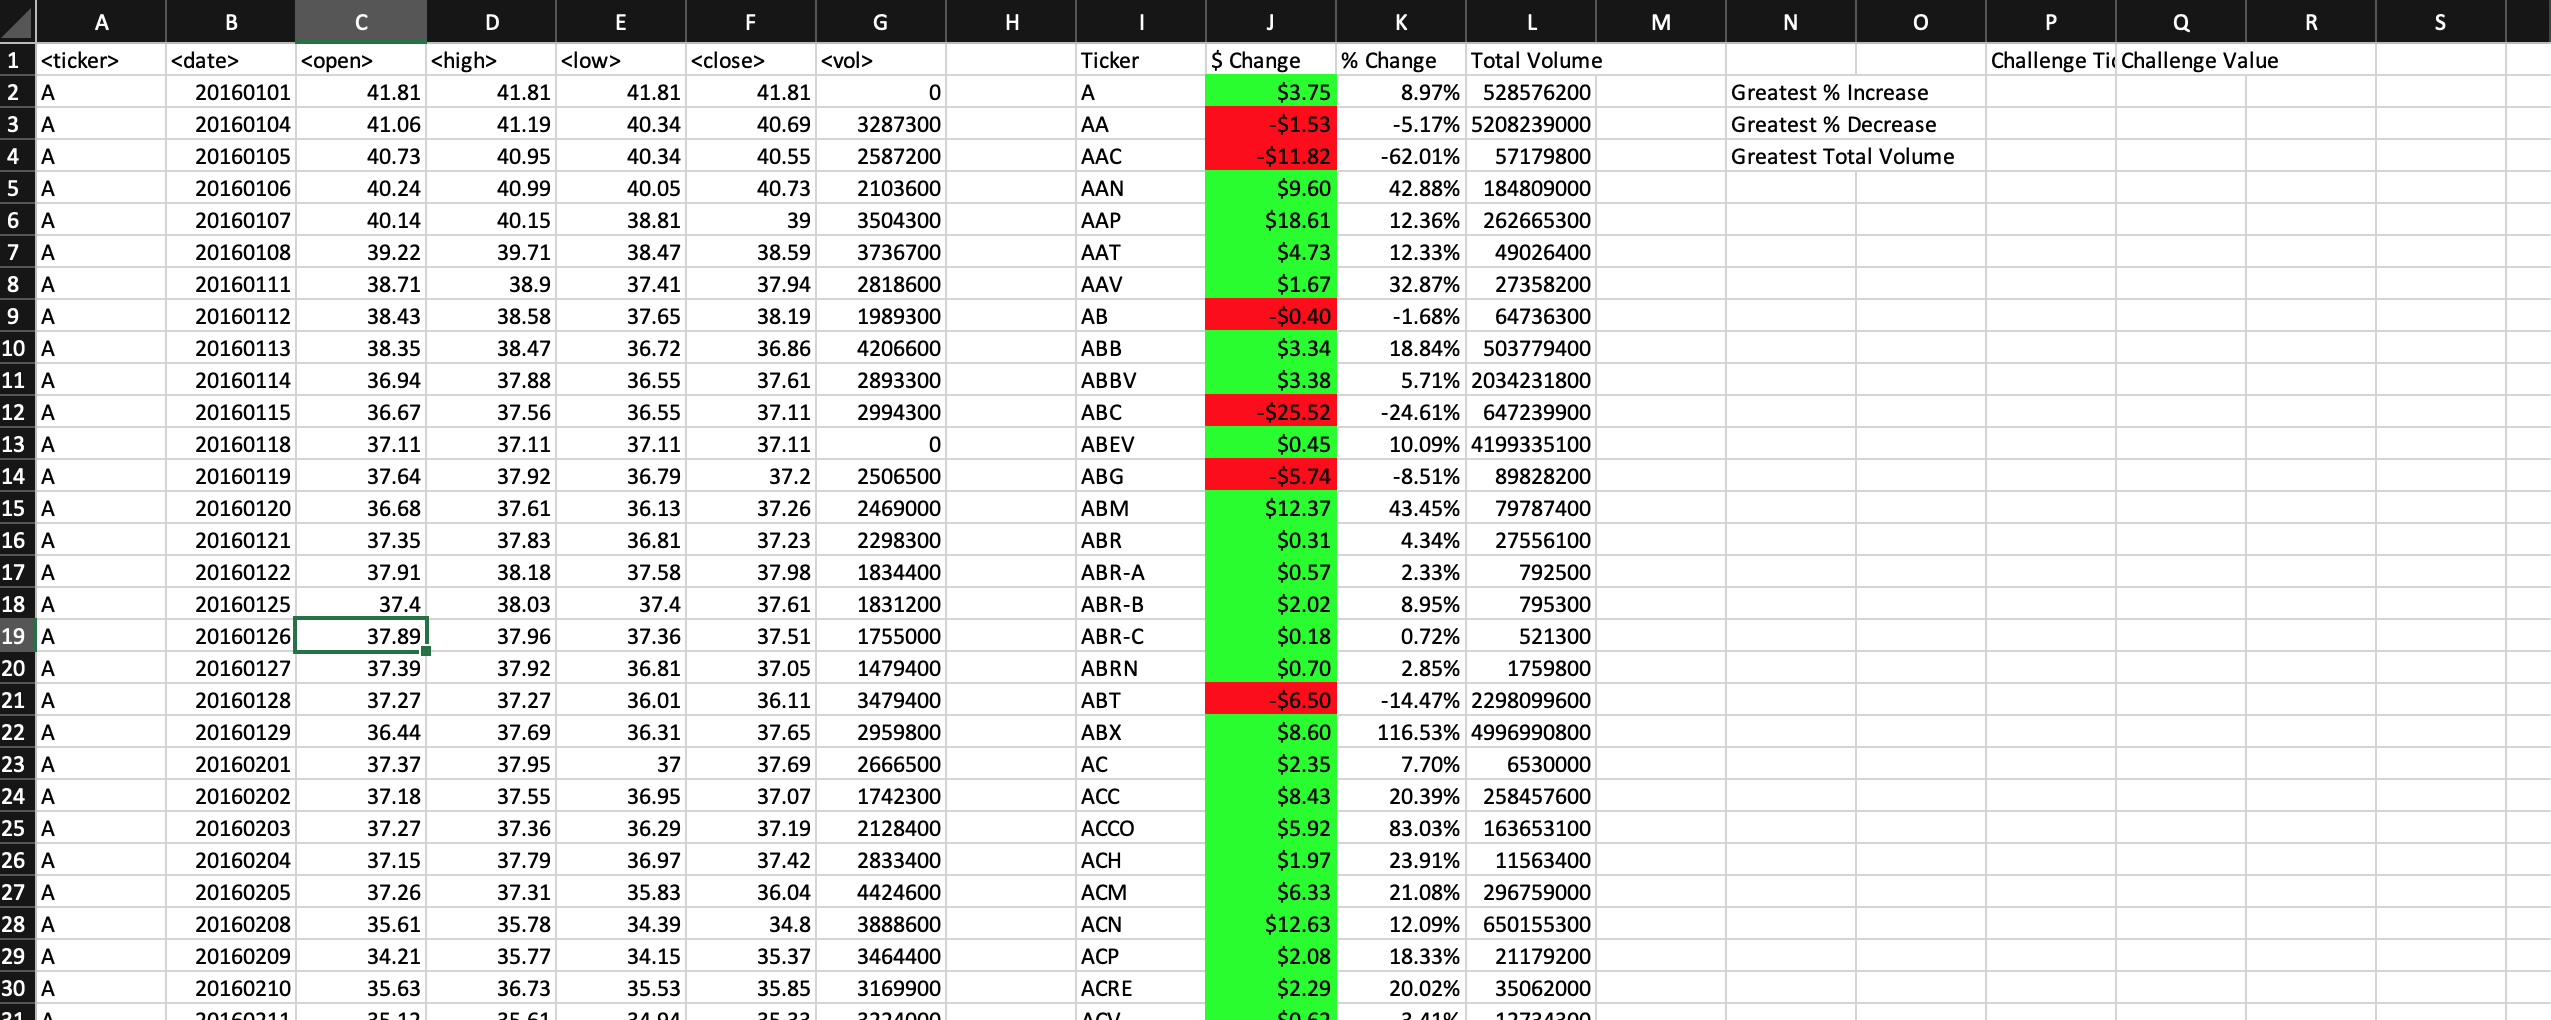 A B C D E F G H I J K L M N O P Q R S
1 <ticker> <date> <open> <high> <low> <close> <vol> Ticker $ Change % Change Total Volume Challenge Tic Challenge Value
2 A 20160101 41.81 41.81 41.81 41.81 0 A $3.75 8.97% 528576200 Greatest % Increase
3 A 20160104 41.06 41.19 40.34 40.69 3287300 AA -$1.53 -5.17% 5208239000 Greatest % Decrease
4 A 20160105 40.73 40.95 40.34 40.55 2587200 AAC -$11.82 -62.01% 57179800 Greatest Total Volume
5 A 20160106 40.24 40.99 40.05 40.73 2103600 AAN $9.60 42.88% 184809000
6 A 20160107 40.14 40.15 38.81 39 3504300 AAP $18.61 12.36% 262665300
7 A 20160108 39.22 39.71 38.47 38.59 3736700 AAT $4.73 12.33% 49026400
8 A 20160111 38.71 38.9 37.41 37.94 2818600 AAV $1.67 32.87% 27358200
9 A 20160112 38.43 38.58 37.65 38.19 1989300 AB -$0.40 -1.68% 64736300
10 A 20160113 38.35 38.47 36.72 36.86 4206600 ABB $3.34 18.84% 503779400
11 A 20160114 36.94 37.88 36.55 37.61 2893300 ABBV $3.38 5.71% 2034231800
12 A 20160115 36.67 37.56 36.55 37.11 2994300 ABC -$25.52 -24.61% 647239900
13 A 20160118 37.11 37.11 37.11 37.11 0 ABEV $0.45 10.09% 4199335100
14 A 20160119 37.64 37.92 36.79 37.2 2506500 ABG -$5.74 -8.51% 89828200
15 A 20160120 36.68 37.61 36.13 37.26 2469000 ABM $12.37 43.45% 79787400
16 A 20160121 37.35 37.83 36.81 37.23 2298300 ABR $0.31 4.34% 27556100
17 A 20160122 37.91 38.18 37.58 37.98 1834400 ABR-A $0.57 2.33% 792500
18 A 20160125 37.4 38.03 37.4 37.61 1831200 ABR-B $2.02 8.95% 795300
19 A 20160126 37.89 37.96 37.36 37.51 1755000 ABR-C $0.18 0.72% 521300
20 A 20160127 37.39 37.92 36.81 37.05 1479400 ABRN $0.70 2.85% 1759800
21 A 20160128 37.27 37.27 36.01 36.11 3479400 ABT -$6.50 -14.47% 2298099600
22 A 20160129 36.44 37.69 36.31 37.65 2959800 ABX $8.60 116.53% 4996990800
23 A 20160201 37.37 37.95 37 37.69 2666500 AC $2.35 7.70% 6530000
24 A 20160202 37.18 37.55 36.95 37.07 1742300 ACC $8.43 20.39% 258457600
25 A 20160203 37.27 37.36 36.29 37.19 2128400 ACCO $5.92 83.03% 163653100
26 A 20160204 37.15 37.79 36.97 37.42 2833400 ACH $1.97 23.91% 11563400
27 A 20160205 37.26 37.31 35.83 36.04 4424600 ACM $6.33 21.08% 296759000
28 A 20160208 35.61 35.78 34.39 34.8 3888600 ACN $12.63 12.09% 650155300
29 A 20160209 34.21 35.77 34.15 35.37 3464400 ACP $2.08 18.33% 21179200
30 A 20160210 35.63 36.73 35.53 35.85 3169900 ACRE $2.29 20.02% 35062000